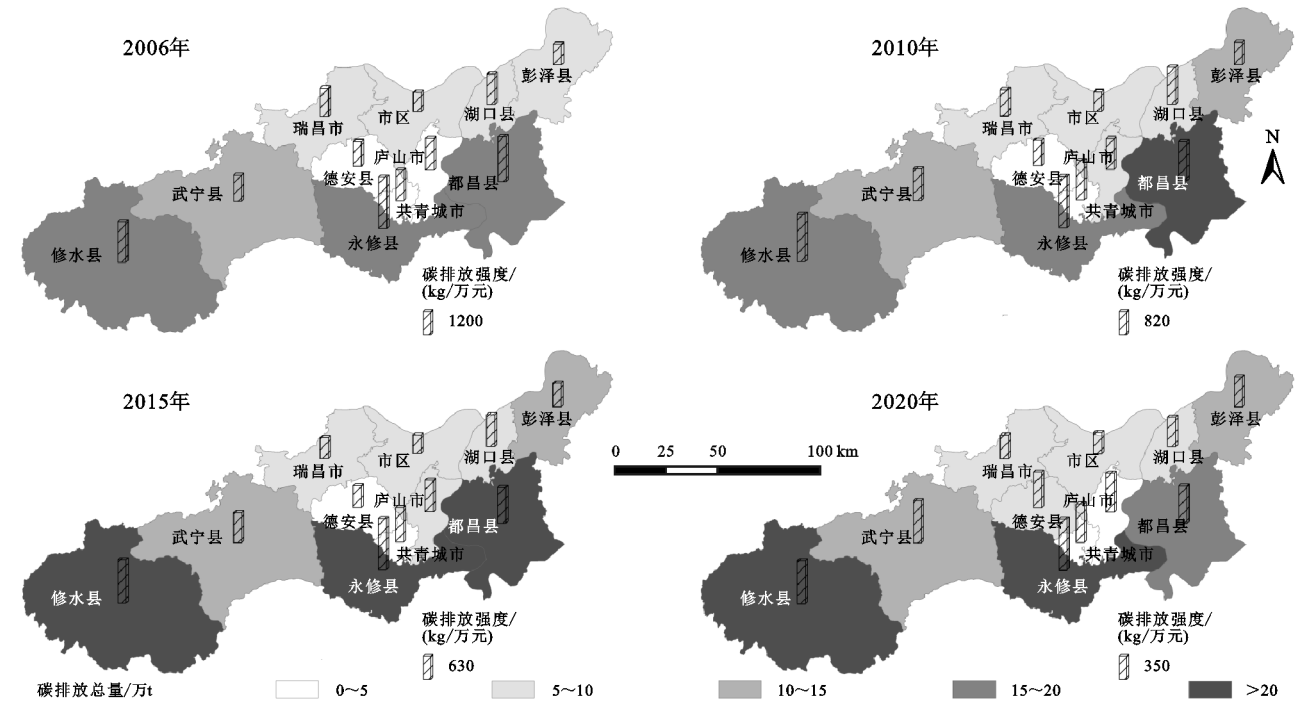 2006年
彭泽县
湖口县
市区
瑞昌市
庐山市
德安县
都昌县
武宁县
共青城市
永修县
修水县
碳排放强度/
(kg/万元)
1200
2010年
彭泽县
湖口县
市区
瑞昌市
N
庐山市
德安县
都昌县
武宁县
共青城市
永修县
修水县
碳排放强度/
(kg/万元)
820
2015年
彭泽县
湖口县
市区
瑞昌市
庐山市
德安县
都昌县
武宁县
共青城市
永修县
修水县
碳排放强度/
(kg/万元)
630
0 25 50 100 km
2020年
彭泽县
湖口县
市区
瑞昌市
庐山市
德安县
都昌县
武宁县
共青城市
永修县
修水县
碳排放强度/
(kg/万元)
350
碳排放总量/万t 0～5 5～10 10～15 15～20 >20